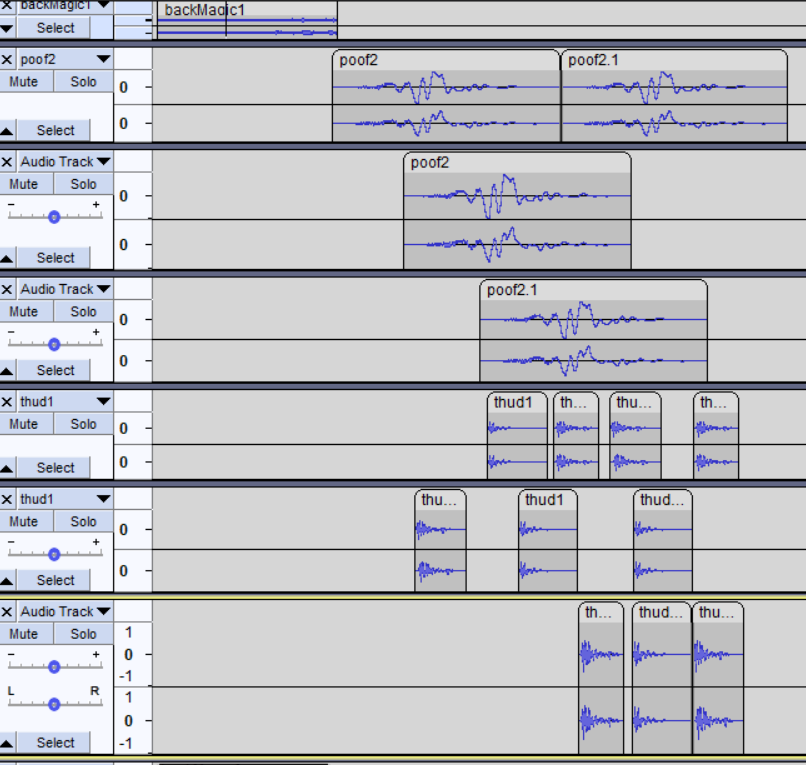 backMagic1 backMagic1
Select
poof2 poof2 poof2.1
Mute Solo
0
0
Select
Audio Track poof2
Mute Solo
0
- +
0
Select
Audio Track poof2.1
Mute Solo
0
- +
0
Select
thud1 thud1 th... thu... th...
Mute Solo
0
0
Select
thud1 thu... thud1 thud...
Mute Solo
0
- +
0
Select
Audio Track th... thud... thu...
Mute Solo
1
- + 0
-1
L R 1
0
Select -1